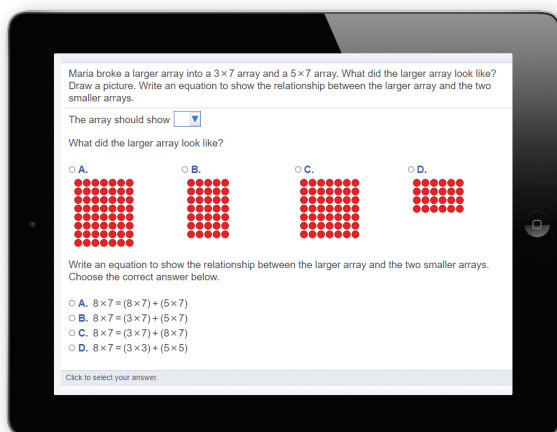 Maria broke a larger array into a 3×7 array and a 5×7 array. What did the larger array look like?
Draw a picture. Write an equation to show the relationship between the larger array and the two
smaller arrays.
The array should show
What did the larger array look like?
A. B. C. D.
Write an equation to show the relationship between the larger array and the two smaller arrays.
Choose the correct answer below.
A. 8×7=(8×7)+(5×7)
B. 8×7=(3×7)+(5×7)
C. 8×7=(3×7)+(8×7)
D. 8×7=(3×3)+(5×5)
Click to select your answer.